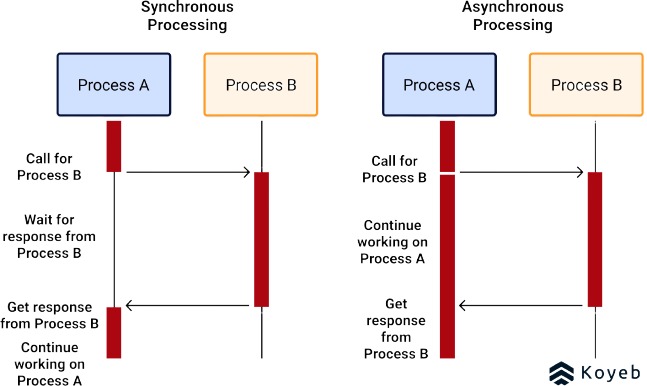 Synchronous
Processing
Process A
Process B
Call for
Process B
Wait for
response from
Process B
Get response
from Process B
Continue
working on
Process A
Asynchronous
Processing
Process A
Process B
Call for
Process B
Continue
working on
Process A
Get
response
from
Process B
Koyeb